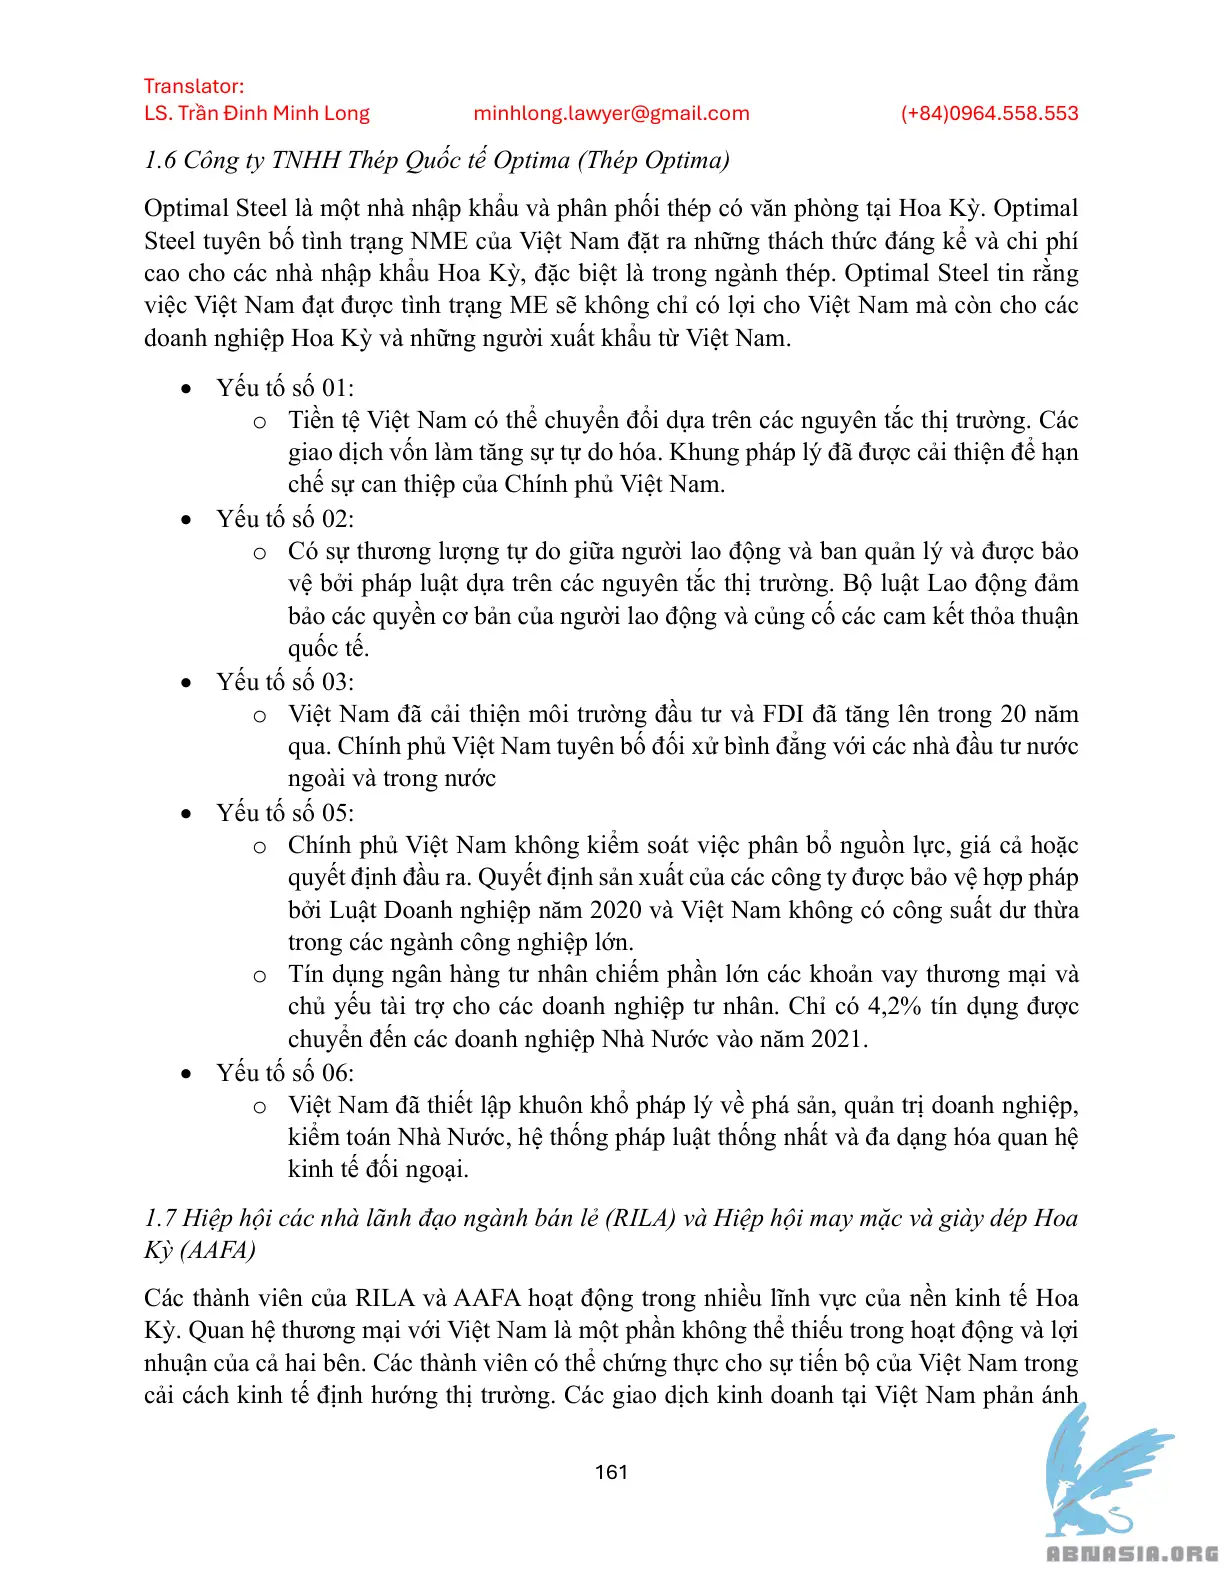 Translator:
LS. Trần Đinh Minh Long minhlong.lawyer@gmail.com (+84)0964.558.553
1.6 Công ty TNHH Thép Quốc tế Optima (Thép Optima)
Optimal Steel là một nhà nhập khẩu và phân phối thép có văn phòng tại Hoa Kỳ. Optimal
Steel tuyên bố tình trạng NME của Việt Nam đặt ra những thách thức đáng kể và chi phí
cao cho các nhà nhập khẩu Hoa Kỳ, đặc biệt là trong ngành thép. Optimal Steel tin rằng
việc Việt Nam đạt được tình trạng ME sẽ không chỉ có lợi cho Việt Nam mà còn cho các
doanh nghiệp Hoa Kỳ và những người xuất khẩu từ Việt Nam.
• Yếu tố số 01:
o Tiền tệ Việt Nam có thể chuyển đổi dựa trên các nguyên tắc thị trường. Các
giao dịch vốn làm tăng sự tự do hóa. Khung pháp lý đã được cải thiện để hạn
chế sự can thiệp của Chính phủ Việt Nam.
• Yếu tố số 02:
o Có sự thương lượng tự do giữa người lao động và ban quản lý và được bảo
vệ bởi pháp luật dựa trên các nguyên tắc thị trường. Bộ luật Lao động đảm
bảo các quyền cơ bản của người lao động và củng cố các cam kết thỏa thuận
quốc tế.
• Yếu tố số 03:
o Việt Nam đã cải thiện môi trường đầu tư và FDI đã tăng lên trong 20 năm
qua. Chính phủ Việt Nam tuyên bố đối xử bình đẳng với các nhà đầu tư nước
ngoài và trong nước
• Yếu tố số 05:
o Chính phủ Việt Nam không kiểm soát việc phân bổ nguồn lực, giá cả hoặc
quyết định đầu ra. Quyết định sản xuất của các công ty được bảo vệ hợp pháp
bởi Luật Doanh nghiệp năm 2020 và Việt Nam không có công suất dư thừa
trong các ngành công nghiệp lớn.
o Tín dụng ngân hàng tư nhân chiếm phần lớn các khoản vay thương mại và
chủ yếu tài trợ cho các doanh nghiệp tư nhân. Chỉ có 4,2% tín dụng được
chuyển đến các doanh nghiệp Nhà Nước vào năm 2021.
• Yếu tố số 06:
o Việt Nam đã thiết lập khuôn khổ pháp lý về phá sản, quản trị doanh nghiệp,
kiểm toán Nhà Nước, hệ thống pháp luật thống nhất và đa dạng hóa quan hệ
kinh tế đối ngoại.
1.7 Hiệp hội các nhà lãnh đạo ngành bán lẻ (RILA) và Hiệp hội may mặc và giày dép Hoa
Kỳ (AAFA)
Các thành viên của RILA và AAFA hoạt động trong nhiều lĩnh vực của nền kinh tế Hoa
Kỳ. Quan hệ thương mại với Việt Nam là một phần không thể thiếu trong hoạt động và lợi
nhuận của cả hai bên. Các thành viên có thể chứng thực cho sự tiến bộ của Việt Nam trong
cải cách kinh tế định hướng thị trường. Các giao dịch kinh doanh tại Việt Nam phản ánh
161
ABNASIA.ORG